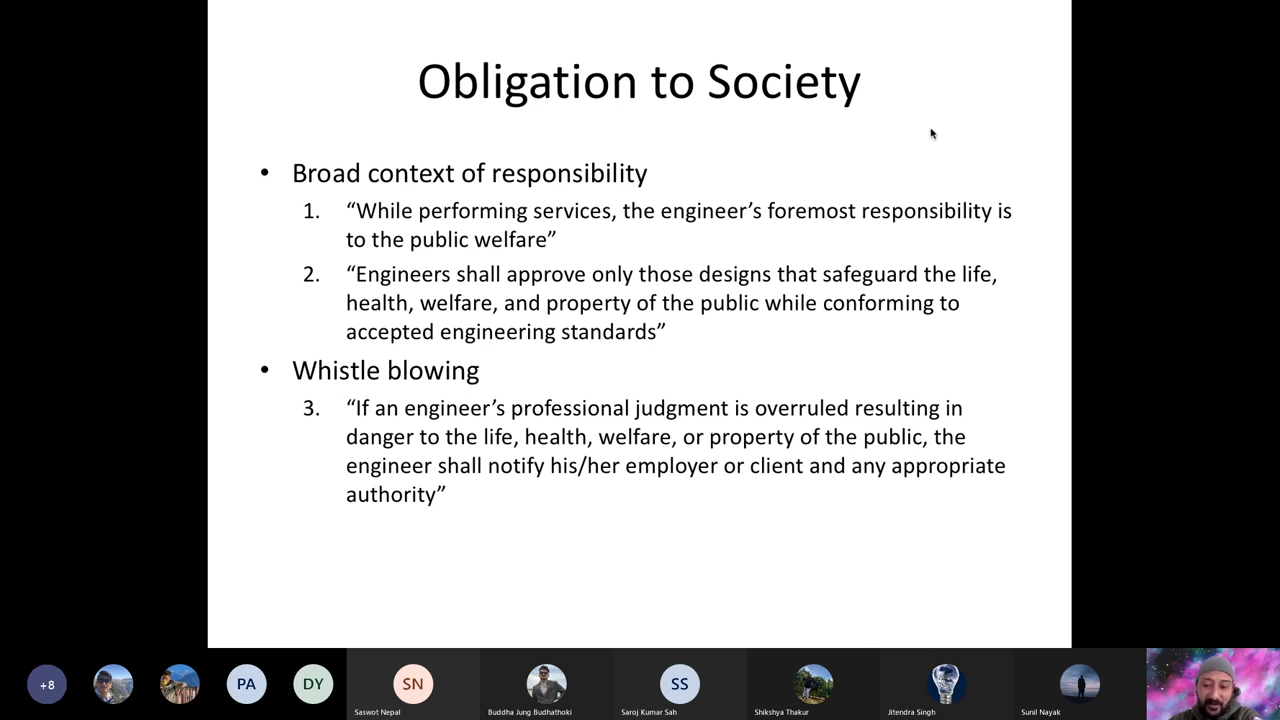 Obligation to Society
• Broad context of responsibility
1. “While performing services, the engineer’s foremost responsibility is
to the public welfare”
2. “Engineers shall approve only those designs that safeguard the life,
health, welfare, and property of the public while conforming to
accepted engineering standards”
• Whistle blowing
3. “If an engineer’s professional judgment is overruled resulting in
danger to the life, health, welfare, or property of the public, the
engineer shall notify his/her employer or client and any appropriate
authority”
+8 PA DY SN SS
Saswot Nepal Buddha Jung Budhathoki Saroj Kumar Sah Shikshya Thakur Jitendra Singh Sunil Nayak